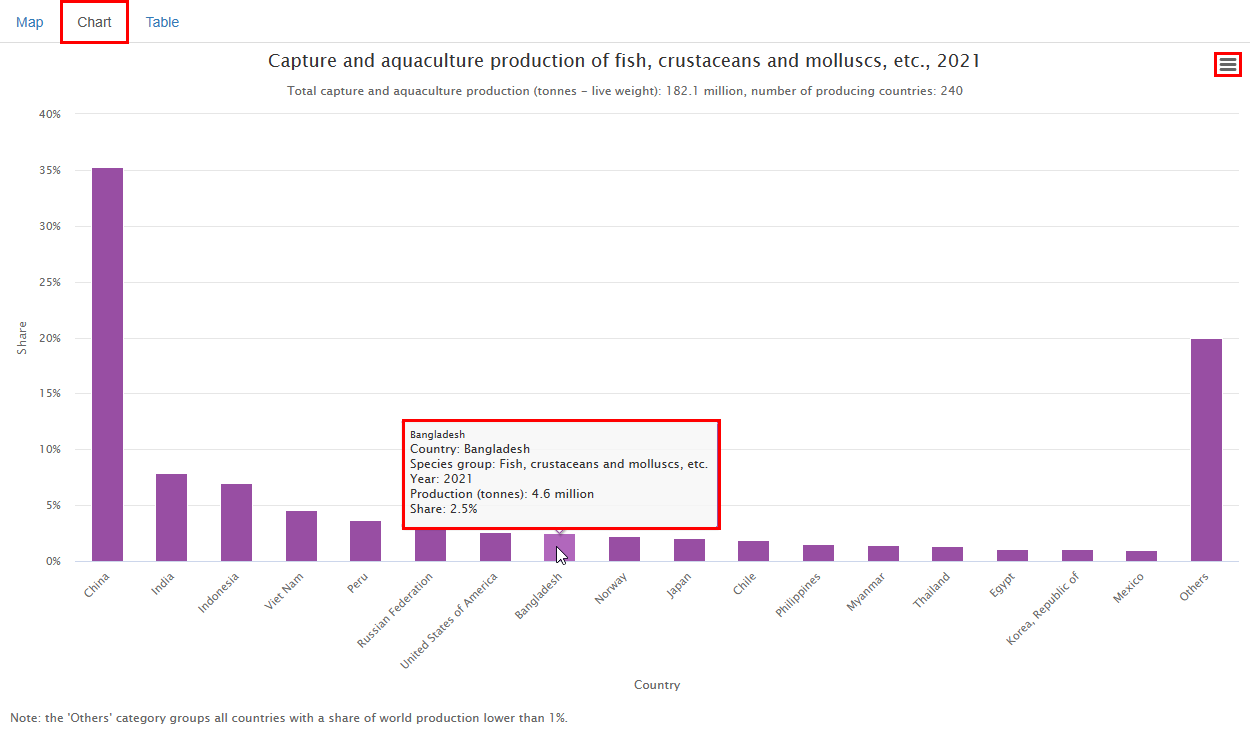 Map Chart Table
Capture and aquaculture production of fish, crustaceans and molluscs, etc., 2021
Total capture and aquaculture production (tonnes - live weight): 182.1 million, number of producing countries: 240
40%
35%
30%
25%
20%
15%
10%
5%
0%
Share
Bangladesh
Country: Bangladesh
Species group: Fish, crustaceans and molluscs, etc.
Year: 2021
Production (tonnes): 4.6 million
Share: 2.5%
China
India
Indonesia
Viet Nam
Peru
Russian Federation
United States of America
Bangladesh
Norway
Japan
Chile
Philippines
Myanmar
Thailand
Egypt
Korea, Republic of
Mexico
Others
Country
Note: the 'Others' category groups all countries with a share of world production lower than 1%.